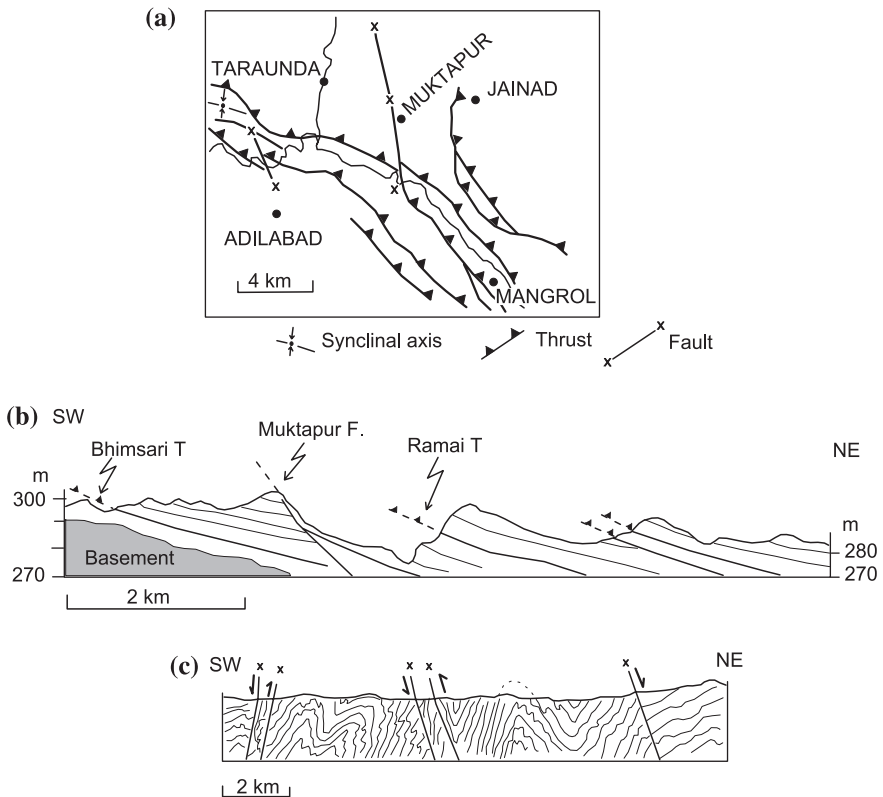 (a)
TARAUNDA
MUKTAPUR
JAINAD
ADILABAD
4 km
MANGROL
x
x
x
x
x
Synclinal axis
Thrust
x
x
Fault
(b) SW
NE
Bhimsari T
Muktapur F.
Ramai T
m
300
270
Basement
m
280
270
2 km
(c) SW
NE
x x
x x
x
2 km